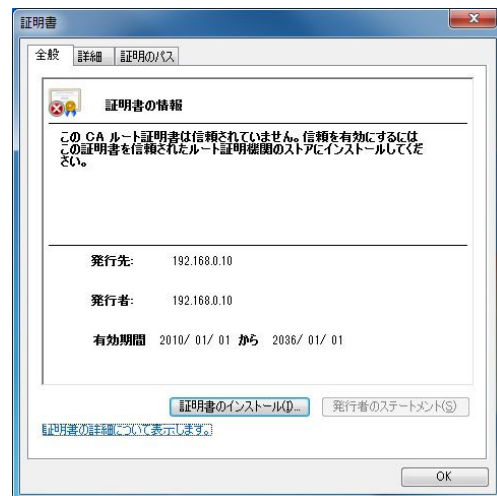 証明書
全般 詳細 証明のパス
証明書の情報
この CA ルート証明書は信頼されていません。信頼を有効にするには
この証明書を信頼されたルート証明機関のストアにインストールしてくだ
さい。
発行先: 192.168.0.10
発行者: 192.168.0.10
有効期間 2010/ 01/ 01 から 2036/ 01/ 01
証明書のインストール(I)... 発行者のステートメント(S)
証明書の詳細について表示します。
OK